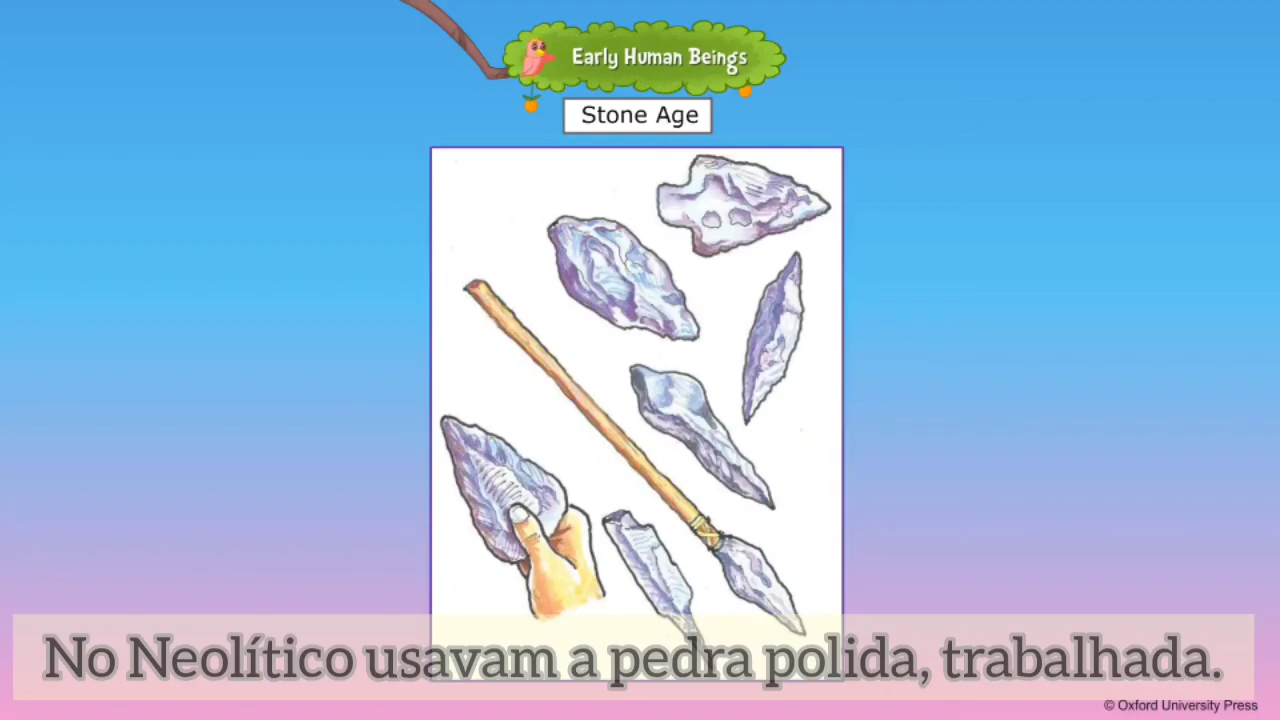 Early Human Beings
Stone Age
No Neolítico usavam a pedra polida, trabalhada.
© Oxford University Press